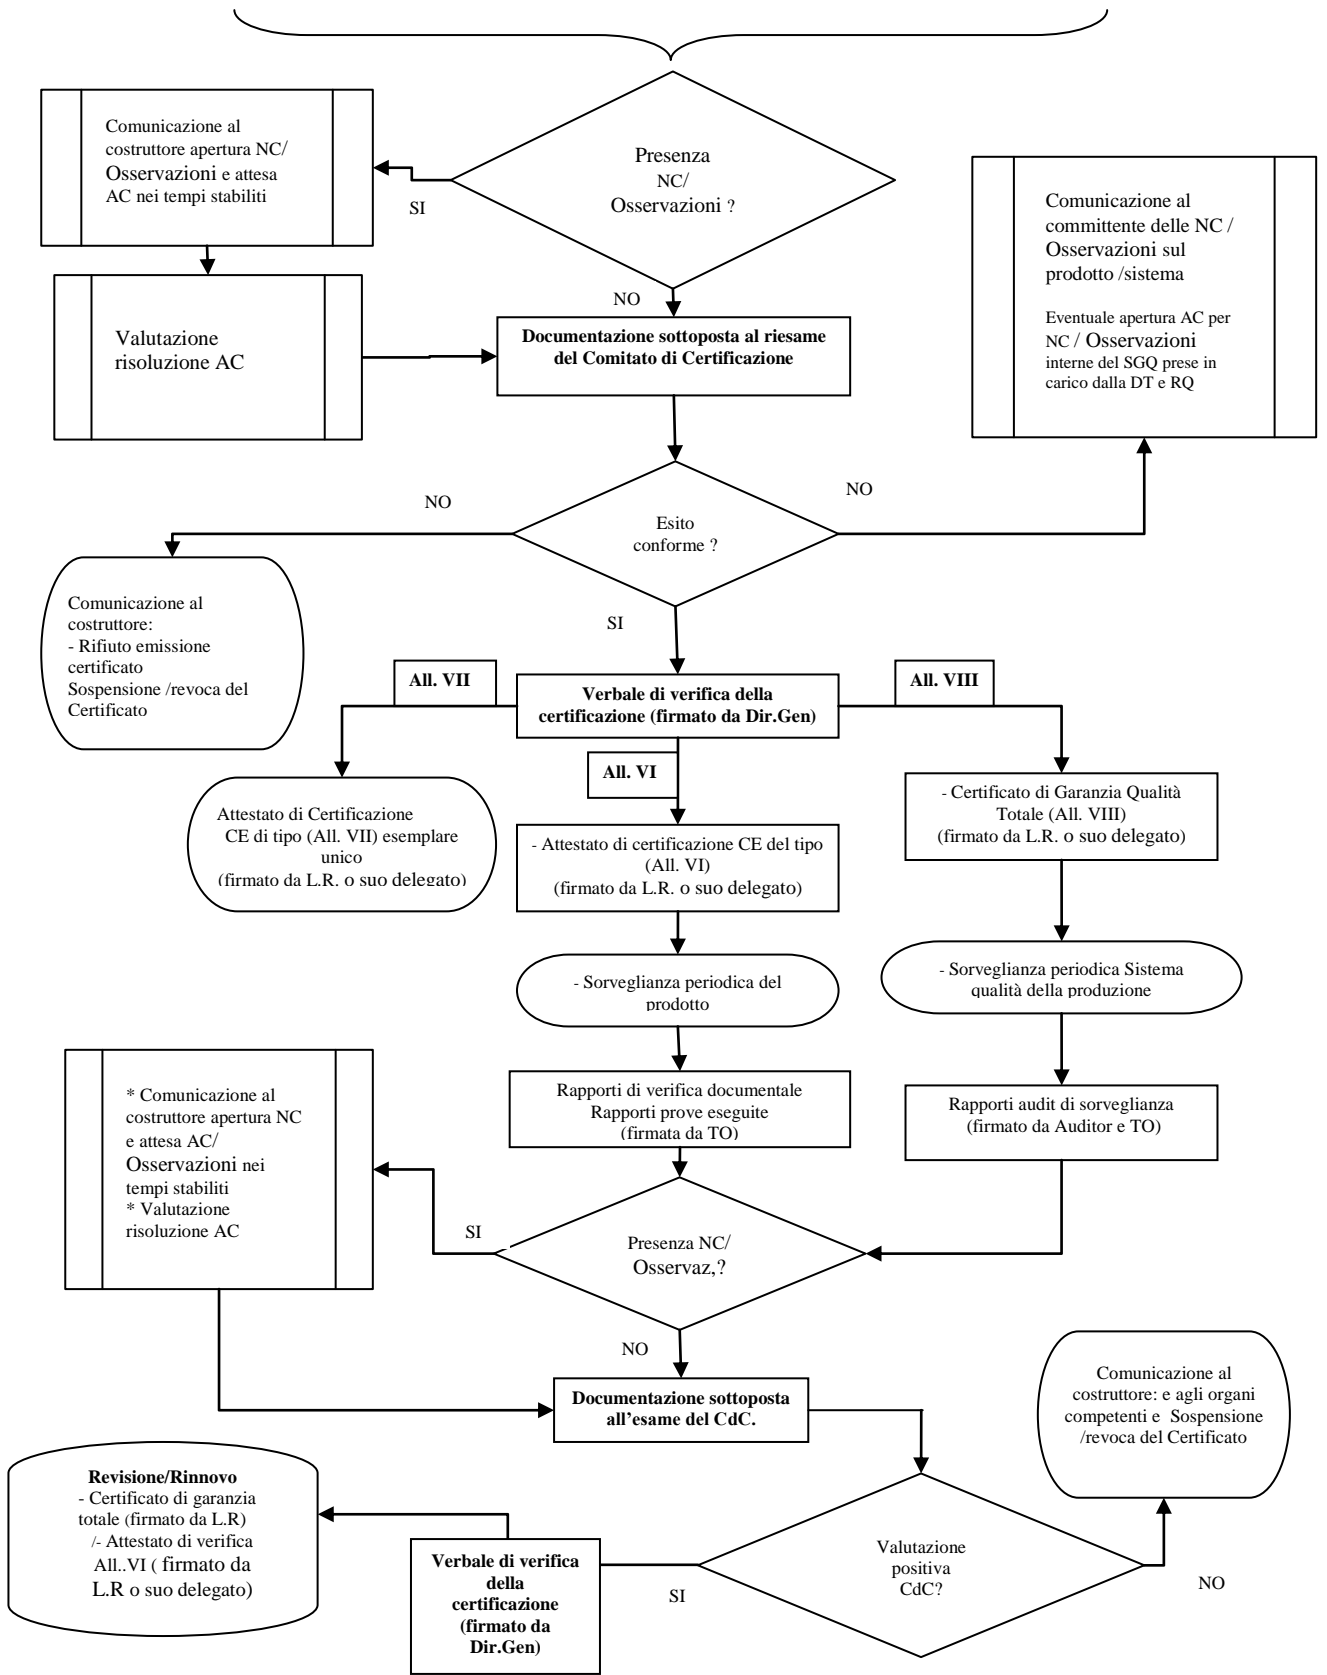 Presenza
NC/
Osservazioni ?
Comunicazione al
costruttore apertura NC/
Osservazioni e attesa
AC nei tempi stabiliti
SI
Comunicazione al
committente delle NC /
Osservazioni sul
prodotto /sistema
Eventuale apertura AC per
NC / Osservazioni
interne del SGQ prese in
carico dalla DT e RQ
NO
Valutazione
risoluzione AC
Documentazione sottoposta al riesame
del Comitato di Certificazione
NO
NO
Esito
conforme ?
Comunicazione al
costruttore:
- Rifiuto emissione
certificato
Sospensione /revoca del
Certificato
SI
All. VII
Verbale di verifica della
certificazione (firmato da Dir.Gen)
All. VIII
All. VI
Attestato di Certificazione
CE di tipo (All. VII) esemplare
unico
(firmato da L.R. o suo delegato)
- Attestato di certificazione CE del tipo
(All. VI)
(firmato da L.R. o suo delegato)
- Certificato di Garanzia Qualità
Totale (All. VIII)
(firmato da L.R. o suo delegato)
- Sorveglianza periodica del
prodotto
- Sorveglianza periodica Sistema
qualità della produzione
Rapporti di verifica documentale
Rapporti prove eseguite
(firmata da TO)
Rapporti audit di sorveglianza
(firmato da Auditor e TO)
* Comunicazione al
costruttore apertura NC
e attesa AC/
Osservazioni nei
tempi stabiliti
* Valutazione
risoluzione AC
SI
Presenza NC/
Osservaz,?
NO
Documentazione sottoposta
all'esame del CdC.
Comunicazione al
costruttore: e agli organi
competenti e Sospensione
/revoca del Certificato
Revisione/Rinnovo
- Certificato di garanzia
totale (firmato da L.R)
/- Attestato di verifica
All..VI ( firmato da
L.R o suo delegato)
Verbale di verifica
della
certificazione
(firmato da
Dir.Gen)
SI
Valutazione
positiva
CdC?
NO